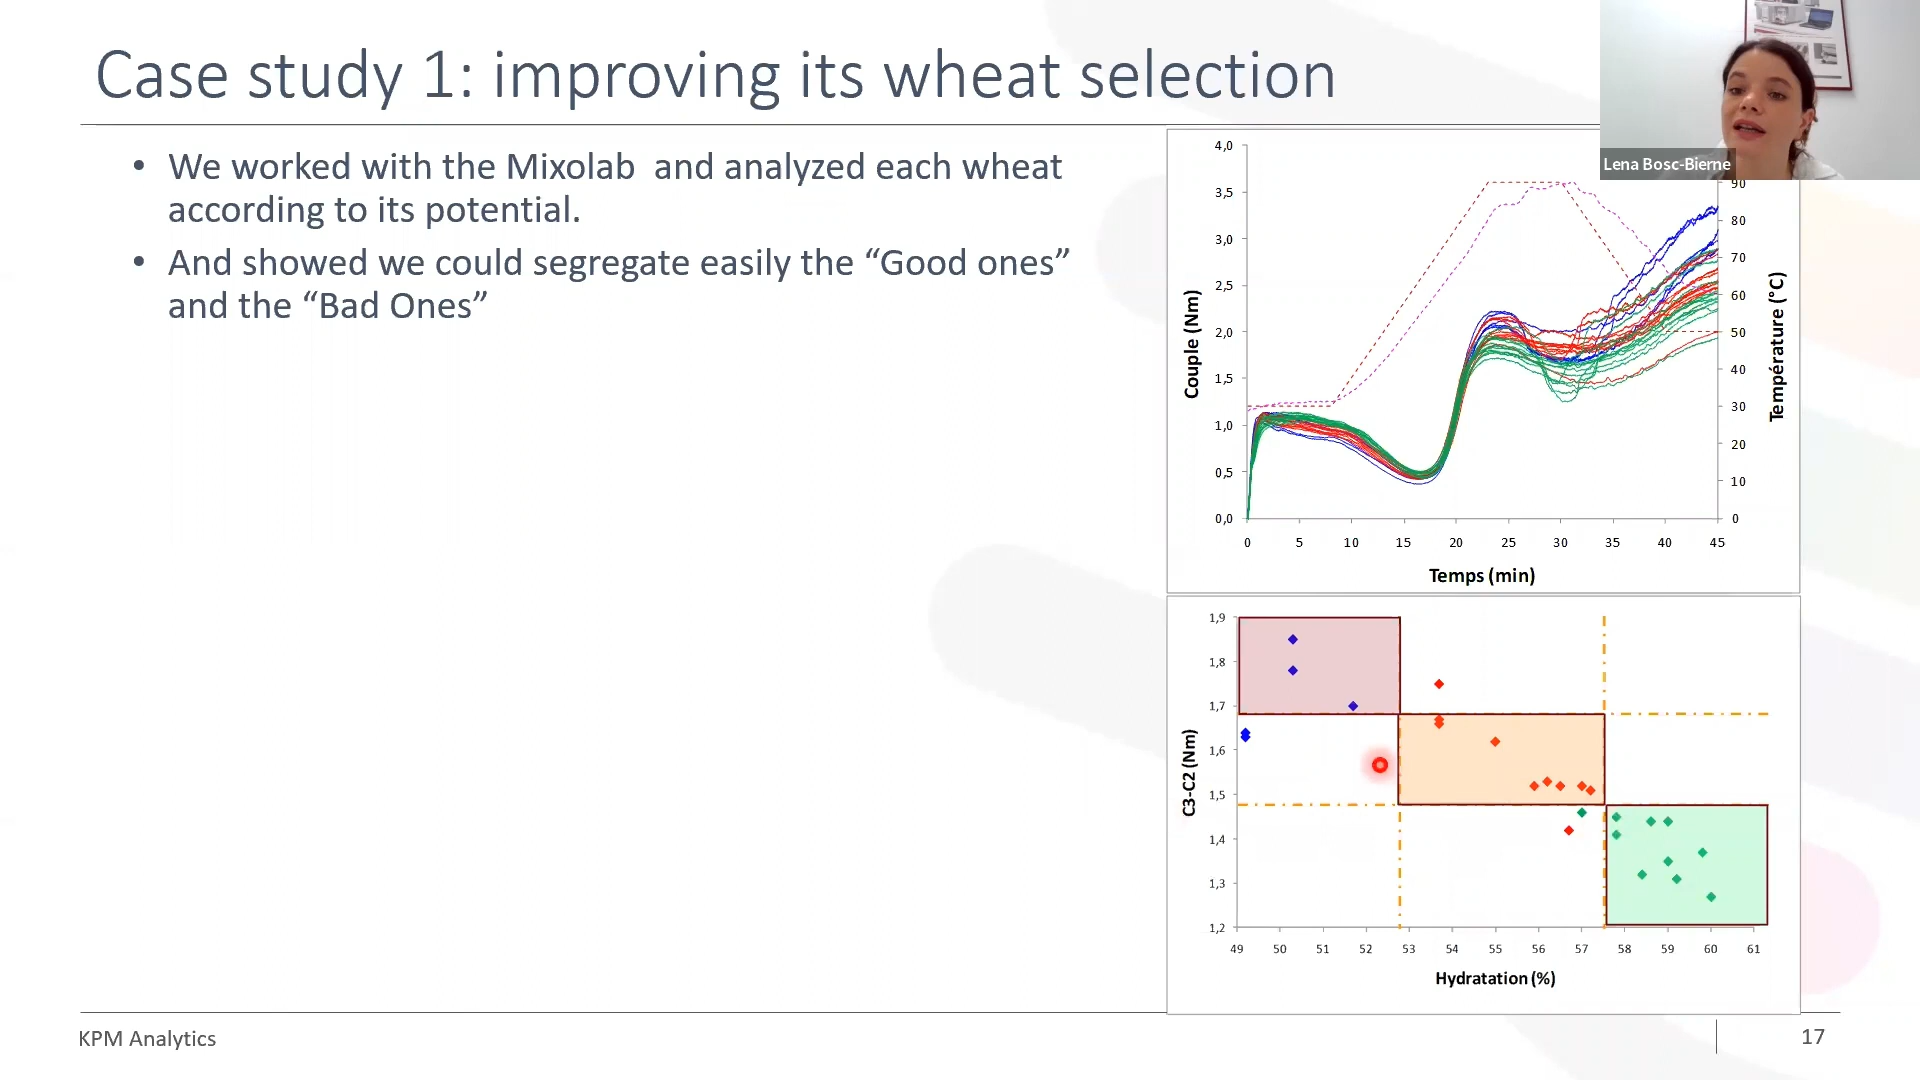 Case study 1: improving its wheat selection
Lena Bosc-Bierne
• We worked with the Mixolab  and analyzed each wheat
according to its potential.
• And showed we could segregate easily the “Good ones”
and the “Bad Ones”
4,0
3,5
3,0
2,5
2,0
1,5
1,0
0,5
0,0
Couple (Nm)
90
80
70
60
50
40
30
20
10
0
Température (°C)
0 5 10 15 20 25 30 35 40 45
Temps (min)
1,9
1,8
1,7
1,6
1,5
1,4
1,3
1,2
C3-C2 (Nm)
49 50 51 52 53 54 55 56 57 58 59 60 61
Hydratation (%)
KPM Analytics
17